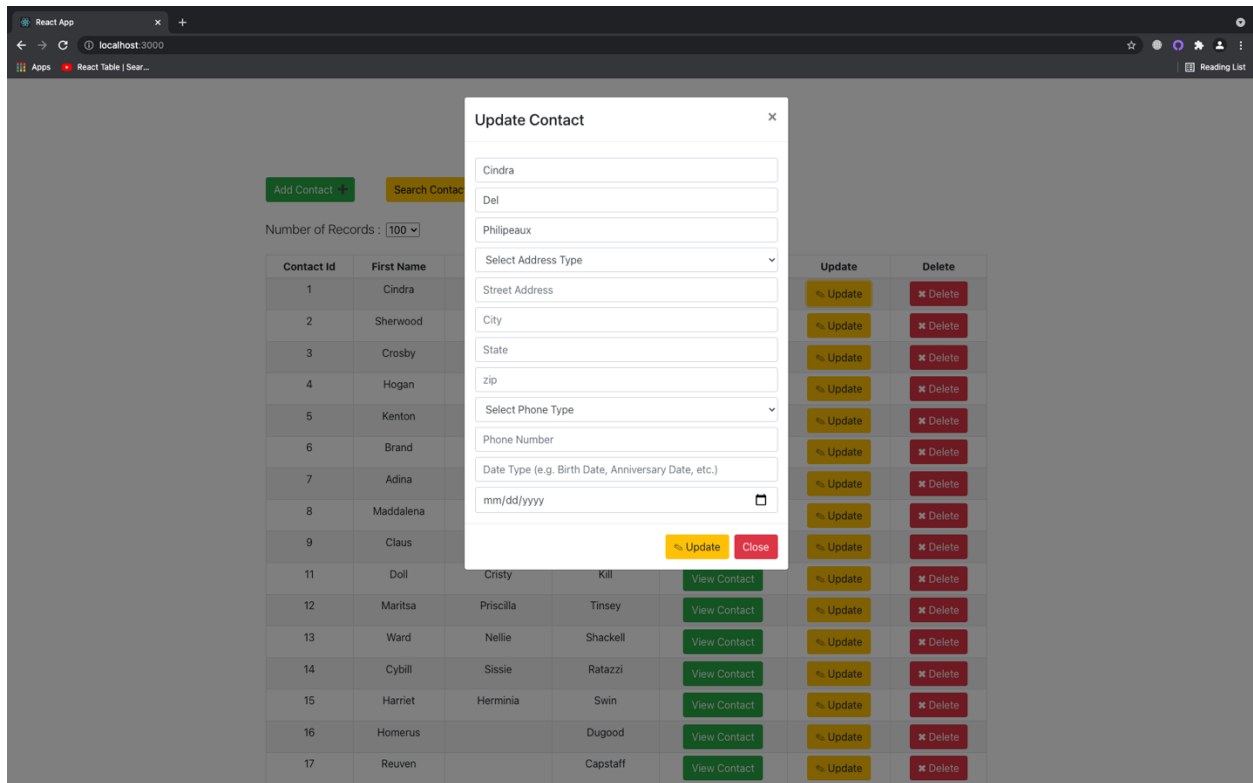 React App × +
localhost:3000
Apps React Table | Sear... Reading List
Update Contact ×
Cindra
Add Contact Search Contac
Del
Philipeaux
Number of Records : 100
Select Address Type
Contact Id First Name Update Delete
Street Address
1 Cindra Update Delete
City
2 Sherwood Update Delete
State
3 Crosby Update Delete
zip
4 Hogan Update Delete
Select Phone Type
5 Kenton Update Delete
Phone Number
6 Brand Update Delete
Date Type (e.g. Birth Date, Anniversary Date, etc.)
7 Adina Update Delete
mm/dd/yyyy
8 Maddalena Update Delete
9 Claus Update Close Update Delete
11 Doll Cristy Kill View Contact Update Delete
12 Maritsa Priscilla Tinsey View Contact Update Delete
13 Ward Nellie Shackell View Contact Update Delete
14 Cybill Sissie Ratazzi View Contact Update Delete
15 Harriet Herminia Swin View Contact Update Delete
16 Homerus Dugood View Contact Update Delete
17 Reuven Capstaff View Contact Update Delete